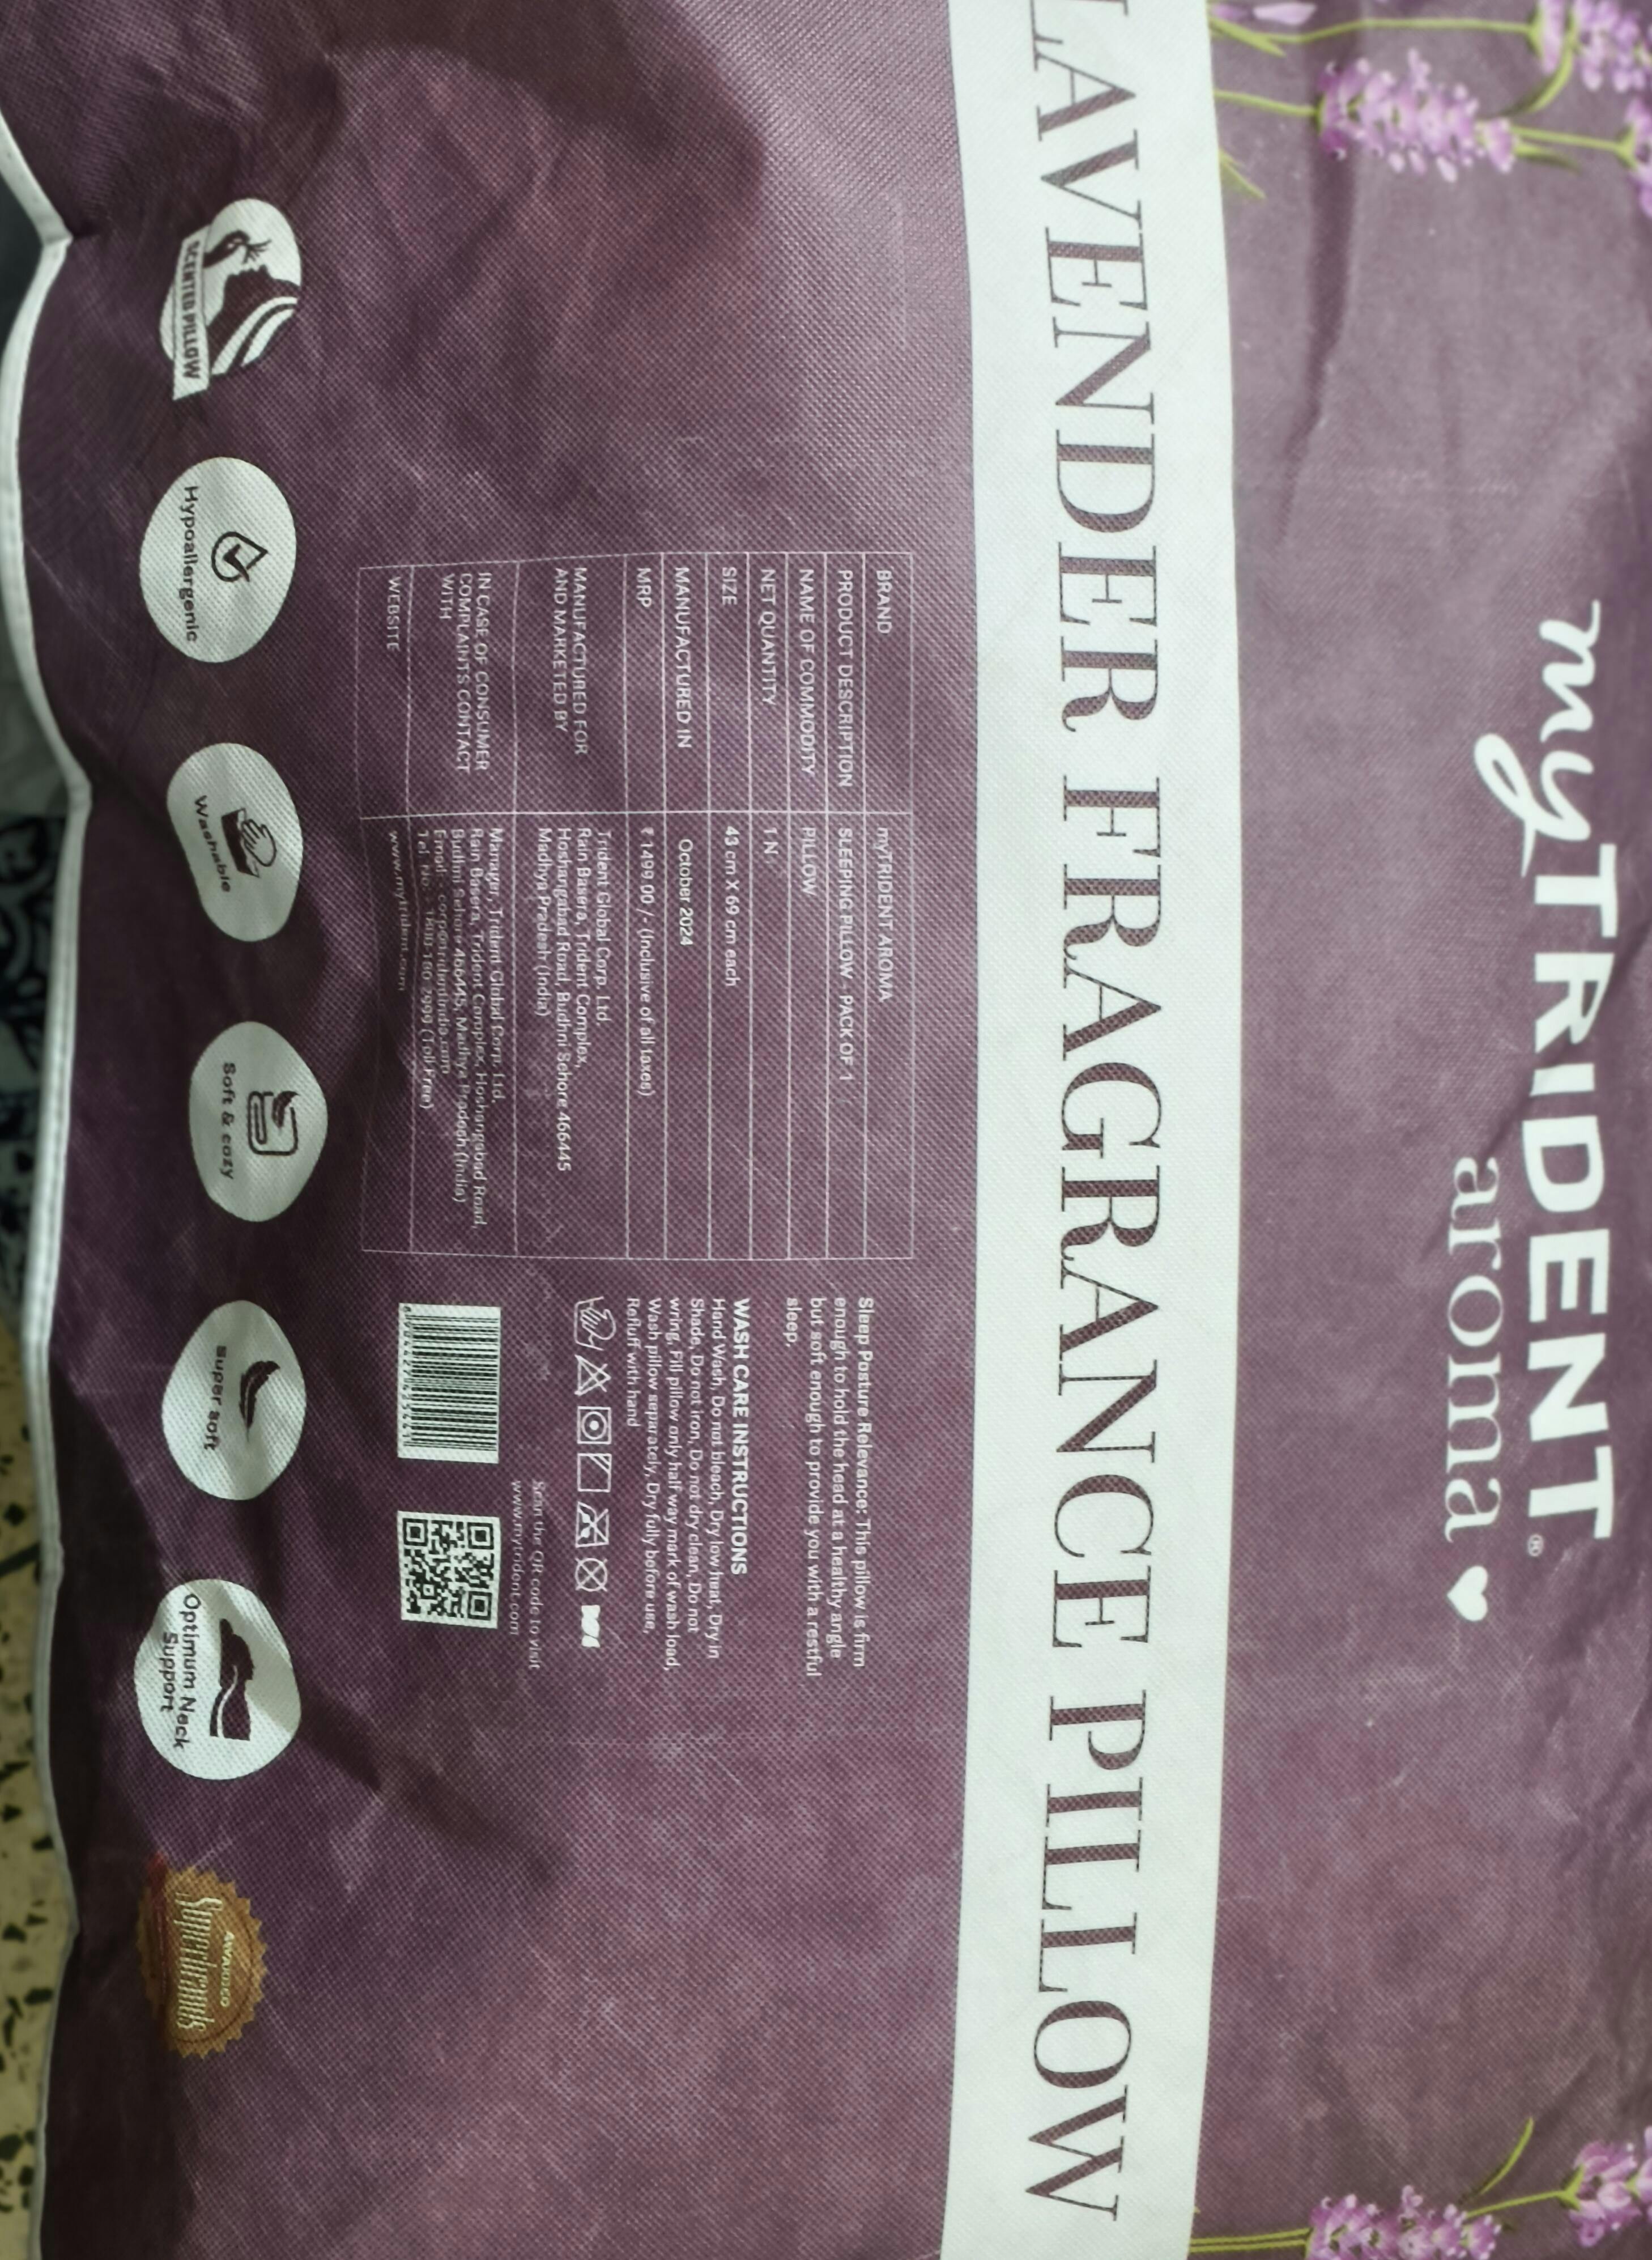 myTRIDENT®
aroma
LAVENDER FRAGRANCE PILLOW
BRAND myTRIDENT AROMA
PRODUCT DESCRIPTION SLEEPING PILLOW - PACK OF 1
NAME OF COMMODITY PILLOW
NET QUANTITY 1 N
SIZE 43 cm X 69 cm each
MANUFACTURED IN October 2024
MRP ₹ 1499.00 /- (Inclusive of all taxes)
MANUFACTURED FOR
AND MARKETED BY
Trident Global Corp. Ltd.
Rain Basera, Trident Complex,
Hoshangabad Road, Budhni Sehore 466445
Madhya Pradesh (India)
IN CASE OF CONSUMER
COMPLAINTS CONTACT
WITH
Manager, Trident Global Corp. Ltd.
Rain Basera, Trident Complex, Hoshangabad Road,
Budhni Sehore 466445, Madhya Pradesh (India)
Email :
Tel. No. : (Toll Free)
WEBSITE www.mytrident.com
Sleep Posture Relevance: This pillow is firm
enough to hold the head at a healthy angle
but soft enough to provide you with a restful
sleep.
WASH CARE INSTRUCTIONS
Hand Wash, Do not bleach, Dry low heat, Dry in
Shade, Do not iron, Do not dry clean, Do not
wring, Fill pillow only half way mark of wash load,
Wash pillow separately, Dry fully before use,
Refluff with hand
Scan the QR code to visit
www.mytrident.com
SCENTED PILLOW
Hypoallergenic
Washable
Soft & cozy
Super soft
Optimum Neck
Support
AWARDED
Superbrands